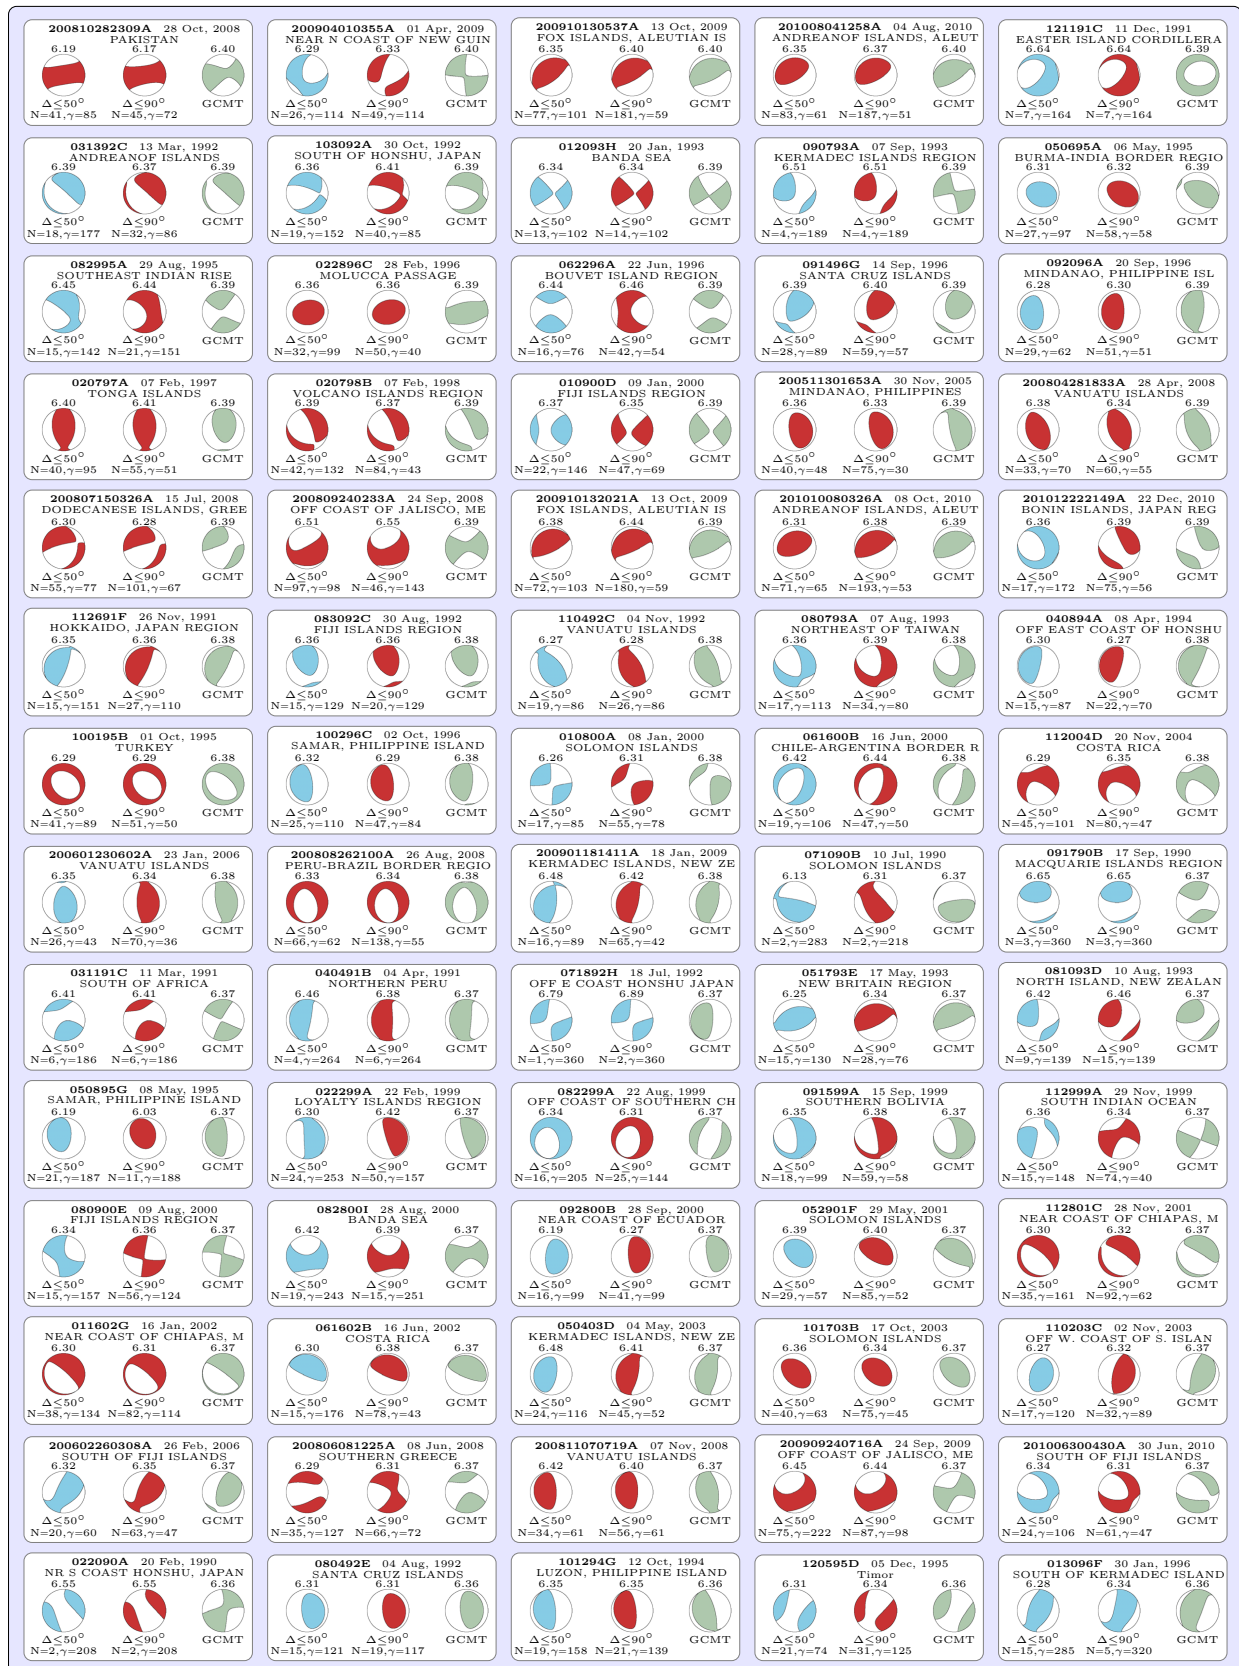 200810282309A 28 Oct, 2008
PAKISTAN
6.19 6.17 6.40
Δ≤50° Δ≤90° GCMT
N=41,γ=85 N=45,γ=72
200904010355A 01 Apr, 2009
NEAR N COAST OF NEW GUIN
6.29 6.33 6.40
Δ≤50° Δ≤90° GCMT
N=26,γ=114 N=49,γ=114
200910130537A 13 Oct, 2009
FOX ISLANDS, ALEUTIAN IS
6.35 6.40 6.40
Δ≤50° Δ≤90° GCMT
N=77,γ=101 N=181,γ=59
201008041258A 04 Aug, 2010
ANDREANOF ISLANDS, ALEUT
6.35 6.37 6.40
Δ≤50° Δ≤90° GCMT
N=83,γ=61 N=187,γ=51
121191C 11 Dec, 1991
EASTER ISLAND CORDILLERA
6.64 6.64 6.39
Δ≤50° Δ≤90° GCMT
N=7,γ=164 N=7,γ=164
031392C 13 Mar, 1992
ANDREANOF ISLANDS
6.39 6.37 6.39
Δ≤50° Δ≤90° GCMT
N=18,γ=177 N=32,γ=86
103092A 30 Oct, 1992
SOUTH OF HONSHU, JAPAN
6.36 6.41 6.39
Δ≤50° Δ≤90° GCMT
N=19,γ=152 N=40,γ=85
012093H 20 Jan, 1993
BANDA SEA
6.34 6.34 6.39
Δ≤50° Δ≤90° GCMT
N=13,γ=102 N=14,γ=102
090793A 07 Sep, 1993
KERMADEC ISLANDS REGION
6.51 6.51 6.39
Δ≤50° Δ≤90° GCMT
N=4,γ=189 N=4,γ=189
050695A 06 May, 1995
BURMA-INDIA BORDER REGIO
6.31 6.32 6.39
Δ≤50° Δ≤90° GCMT
N=27,γ=97 N=58,γ=58
082995A 29 Aug, 1995
SOUTHEAST INDIAN RISE
6.45 6.44 6.39
Δ≤50° Δ≤90° GCMT
N=15,γ=142 N=21,γ=151
022896C 28 Feb, 1996
MOLUCCA PASSAGE
6.36 6.36 6.39
Δ≤50° Δ≤90° GCMT
N=32,γ=99 N=50,γ=40
062296A 22 Jun, 1996
BOUVET ISLAND REGION
6.44 6.46 6.39
Δ≤50° Δ≤90° GCMT
N=16,γ=76 N=42,γ=54
091496G 14 Sep, 1996
SANTA CRUZ ISLANDS
6.39 6.40 6.39
Δ≤50° Δ≤90° GCMT
N=28,γ=89 N=59,γ=57
092096A 20 Sep, 1996
MINDANAO, PHILIPPINE ISL
6.28 6.30 6.39
Δ≤50° Δ≤90° GCMT
N=29,γ=62 N=51,γ=51
020797A 07 Feb, 1997
TONGA ISLANDS
6.40 6.41 6.39
Δ≤50° Δ≤90° GCMT
N=40,γ=95 N=55,γ=51
020798B 07 Feb, 1998
VOLCANO ISLANDS REGION
6.39 6.37 6.39
Δ≤50° Δ≤90° GCMT
N=42,γ=132 N=84,γ=43
010900D 09 Jan, 2000
FIJI ISLANDS REGION
6.37 6.35 6.39
Δ≤50° Δ≤90° GCMT
N=22,γ=146 N=47,γ=69
200511301653A 30 Nov, 2005
MINDANAO, PHILIPPINES
6.36 6.33 6.39
Δ≤50° Δ≤90° GCMT
N=40,γ=48 N=75,γ=30
200804281833A 28 Apr, 2008
VANUATU ISLANDS
6.38 6.34 6.39
Δ≤50° Δ≤90° GCMT
N=33,γ=70 N=60,γ=55
200807150326A 15 Jul, 2008
DODECANESE ISLANDS, GREE
6.30 6.28 6.39
Δ≤50° Δ≤90° GCMT
N=55,γ=77 N=101,γ=67
200809240233A 24 Sep, 2008
OFF COAST OF JALISCO, ME
6.51 6.55 6.39
Δ≤50° Δ≤90° GCMT
N=97,γ=98 N=46,γ=143
200910132021A 13 Oct, 2009
FOX ISLANDS, ALEUTIAN IS
6.38 6.44 6.39
Δ≤50° Δ≤90° GCMT
N=72,γ=103 N=180,γ=59
201010080326A 08 Oct, 2010
ANDREANOF ISLANDS, ALEUT
6.31 6.38 6.39
Δ≤50° Δ≤90° GCMT
N=71,γ=65 N=193,γ=53
201012222149A 22 Dec, 2010
BONIN ISLANDS, JAPAN REG
6.36 6.39 6.39
Δ≤50° Δ≤90° GCMT
N=17,γ=172 N=75,γ=56
112691F 26 Nov, 1991
HOKKAIDO, JAPAN REGION
6.35 6.36 6.38
Δ≤50° Δ≤90° GCMT
N=15,γ=151 N=27,γ=110
083092C 30 Aug, 1992
FIJI ISLANDS REGION
6.36 6.36 6.38
Δ≤50° Δ≤90° GCMT
N=15,γ=129 N=20,γ=129
110492C 04 Nov, 1992
VANUATU ISLANDS
6.27 6.28 6.38
Δ≤50° Δ≤90° GCMT
N=19,γ=86 N=26,γ=86
080793A 07 Aug, 1993
NORTHEAST OF TAIWAN
6.36 6.39 6.38
Δ≤50° Δ≤90° GCMT
N=17,γ=113 N=34,γ=80
040894A 08 Apr, 1994
OFF EAST COAST OF HONSHU
6.30 6.27 6.38
Δ≤50° Δ≤90° GCMT
N=15,γ=87 N=22,γ=70
100195B 01 Oct, 1995
TURKEY
6.29 6.29 6.38
Δ≤50° Δ≤90° GCMT
N=41,γ=89 N=51,γ=50
100296C 02 Oct, 1996
SAMAR, PHILIPPINE ISLAND
6.32 6.29 6.38
Δ≤50° Δ≤90° GCMT
N=25,γ=110 N=47,γ=84
010800A 08 Jan, 2000
SOLOMON ISLANDS
6.26 6.31 6.38
Δ≤50° Δ≤90° GCMT
N=17,γ=85 N=55,γ=78
061600B 16 Jun, 2000
CHILE-ARGENTINA BORDER R
6.42 6.44 6.38
Δ≤50° Δ≤90° GCMT
N=19,γ=106 N=47,γ=50
112004D 20 Nov, 2004
COSTA RICA
6.29 6.35 6.38
Δ≤50° Δ≤90° GCMT
N=45,γ=101 N=80,γ=47
200601230602A 23 Jan, 2006
VANUATU ISLANDS
6.35 6.34 6.38
Δ≤50° Δ≤90° GCMT
N=26,γ=43 N=70,γ=36
200808262100A 26 Aug, 2008
PERU-BRAZIL BORDER REGIO
6.33 6.34 6.38
Δ≤50° Δ≤90° GCMT
N=66,γ=62 N=138,γ=55
200901181411A 18 Jan, 2009
KERMADEC ISLANDS, NEW ZE
6.48 6.42 6.38
Δ≤50° Δ≤90° GCMT
N=16,γ=89 N=65,γ=42
071090B 10 Jul, 1990
SOLOMON ISLANDS
6.13 6.31 6.37
Δ≤50° Δ≤90° GCMT
N=2,γ=283 N=2,γ=218
091790B 17 Sep, 1990
MACQUARIE ISLANDS REGION
6.65 6.65 6.37
Δ≤50° Δ≤90° GCMT
N=3,γ=360 N=3,γ=360
031191C 11 Mar, 1991
SOUTH OF AFRICA
6.41 6.41 6.37
Δ≤50° Δ≤90° GCMT
N=6,γ=186 N=6,γ=186
040491B 04 Apr, 1991
NORTHERN PERU
6.46 6.38 6.37
Δ≤50° Δ≤90° GCMT
N=4,γ=264 N=6,γ=264
071892H 18 Jul, 1992
OFF E COAST HONSHU JAPAN
6.79 6.89 6.37
Δ≤50° Δ≤90° GCMT
N=1,γ=360 N=2,γ=360
051793E 17 May, 1993
NEW BRITAIN REGION
6.25 6.34 6.37
Δ≤50° Δ≤90° GCMT
N=15,γ=130 N=28,γ=76
081093D 10 Aug, 1993
NORTH ISLAND, NEW ZEALAN
6.42 6.46 6.37
Δ≤50° Δ≤90° GCMT
N=9,γ=139 N=15,γ=139
050895G 08 May, 1995
SAMAR, PHILIPPINE ISLAND
6.19 6.03 6.37
Δ≤50° Δ≤90° GCMT
N=21,γ=187 N=11,γ=188
022299A 22 Feb, 1999
LOYALTY ISLANDS REGION
6.30 6.42 6.37
Δ≤50° Δ≤90° GCMT
N=24,γ=253 N=50,γ=157
082299A 22 Aug, 1999
OFF COAST OF SOUTHERN CH
6.34 6.31 6.37
Δ≤50° Δ≤90° GCMT
N=16,γ=205 N=25,γ=144
091599A 15 Sep, 1999
SOUTHERN BOLIVIA
6.35 6.38 6.37
Δ≤50° Δ≤90° GCMT
N=18,γ=99 N=59,γ=58
112999A 29 Nov, 1999
SOUTH INDIAN OCEAN
6.36 6.34 6.37
Δ≤50° Δ≤90° GCMT
N=15,γ=148 N=74,γ=40
080900E 09 Aug, 2000
FIJI ISLANDS REGION
6.34 6.36 6.37
Δ≤50° Δ≤90° GCMT
N=15,γ=157 N=56,γ=124
082800I 28 Aug, 2000
BANDA SEA
6.42 6.39 6.37
Δ≤50° Δ≤90° GCMT
N=19,γ=243 N=15,γ=251
092800B 28 Sep, 2000
NEAR COAST OF ECUADOR
6.19 6.27 6.37
Δ≤50° Δ≤90° GCMT
N=16,γ=99 N=41,γ=99
052901F 29 May, 2001
SOLOMON ISLANDS
6.39 6.40 6.37
Δ≤50° Δ≤90° GCMT
N=29,γ=57 N=85,γ=52
112801C 28 Nov, 2001
NEAR COAST OF CHIAPAS, M
6.30 6.32 6.37
Δ≤50° Δ≤90° GCMT
N=35,γ=161 N=92,γ=62
011602G 16 Jan, 2002
NEAR COAST OF CHIAPAS, M
6.30 6.31 6.37
Δ≤50° Δ≤90° GCMT
N=38,γ=134 N=82,γ=114
061602B 16 Jun, 2002
COSTA RICA
6.30 6.38 6.37
Δ≤50° Δ≤90° GCMT
N=15,γ=176 N=78,γ=43
050403D 04 May, 2003
KERMADEC ISLANDS, NEW ZE
6.48 6.41 6.37
Δ≤50° Δ≤90° GCMT
N=24,γ=116 N=45,γ=52
101703B 17 Oct, 2003
SOLOMON ISLANDS
6.36 6.34 6.37
Δ≤50° Δ≤90° GCMT
N=40,γ=63 N=75,γ=45
110203C 02 Nov, 2003
OFF W. COAST OF S. ISLAN
6.27 6.32 6.37
Δ≤50° Δ≤90° GCMT
N=17,γ=120 N=32,γ=89
200602260308A 26 Feb, 2006
SOUTH OF FIJI ISLANDS
6.32 6.35 6.37
Δ≤50° Δ≤90° GCMT
N=20,γ=60 N=63,γ=47
200806081225A 08 Jun, 2008
SOUTHERN GREECE
6.29 6.31 6.37
Δ≤50° Δ≤90° GCMT
N=35,γ=127 N=66,γ=72
200811070719A 07 Nov, 2008
VANUATU ISLANDS
6.42 6.40 6.37
Δ≤50° Δ≤90° GCMT
N=34,γ=61 N=56,γ=61
200909240716A 24 Sep, 2009
OFF COAST OF JALISCO, ME
6.45 6.44 6.37
Δ≤50° Δ≤90° GCMT
N=75,γ=222 N=87,γ=98
201006300430A 30 Jun, 2010
SOUTH OF FIJI ISLANDS
6.34 6.31 6.37
Δ≤50° Δ≤90° GCMT
N=24,γ=106 N=61,γ=47
022090A 20 Feb, 1990
NR S COAST HONSHU, JAPAN
6.55 6.55 6.36
Δ≤50° Δ≤90° GCMT
N=2,γ=208 N=2,γ=208
080492E 04 Aug, 1992
SANTA CRUZ ISLANDS
6.31 6.31 6.36
Δ≤50° Δ≤90° GCMT
N=15,γ=121 N=19,γ=117
101294G 12 Oct, 1994
LUZON, PHILIPPINE ISLAND
6.35 6.35 6.36
Δ≤50° Δ≤90° GCMT
N=19,γ=158 N=21,γ=139
120595D 05 Dec, 1995
Timor
6.31 6.34 6.36
Δ≤50° Δ≤90° GCMT
N=21,γ=74 N=31,γ=125
013096F 30 Jan, 1996
SOUTH OF KERMADEC ISLAND
6.28 6.34 6.36
Δ≤50° Δ≤90° GCMT
N=15,γ=285 N=5,γ=320